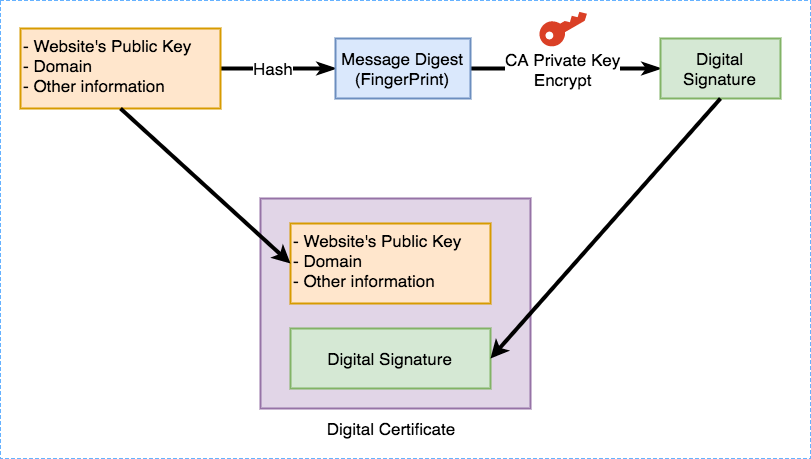 - Website's Public Key
- Domain
- Other information
Hash
Message Digest
(FingerPrint)
CA Private Key
Encrypt
Digital
Signature
- Website's Public Key
- Domain
- Other information
Digital Signature
Digital Certificate